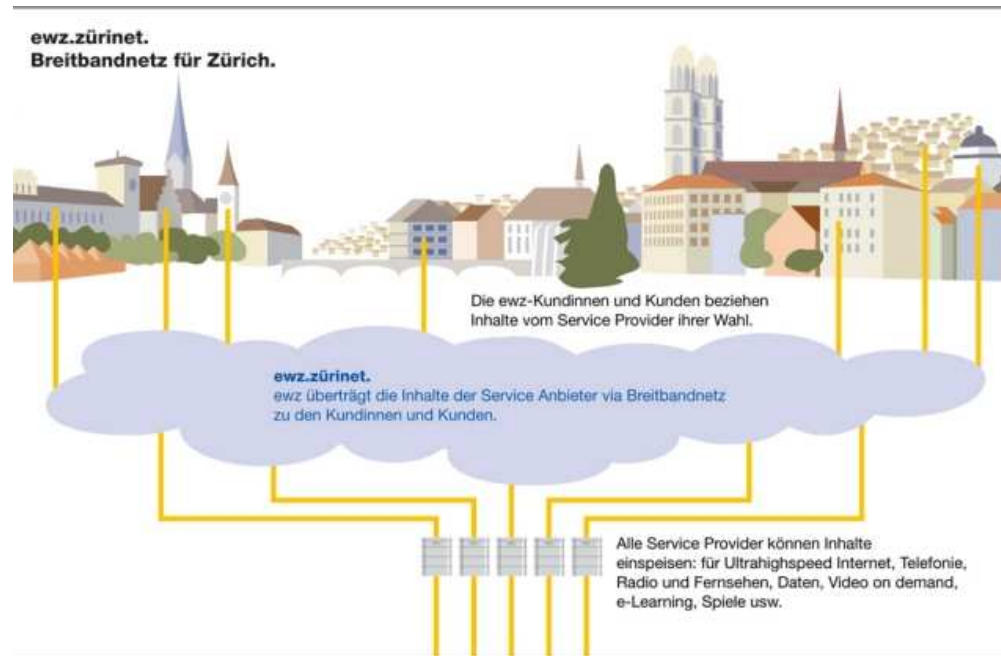 ewz.zürinet.
Breitbandnetz für Zürich.
Die ewz-Kundinnen und Kunden beziehen
Inhalte vom Service Provider ihrer Wahl.
ewz.zürinet.
ewz überträgt die Inhalte der Service Anbieter via Breitbandnetz
zu den Kundinnen und Kunden.
Alle Service Provider können Inhalte
einspeisen: für Ultrahighspeed Internet, Telefonie,
Radio und Fernsehen, Daten, Video on demand,
e-Learning, Spiele usw.